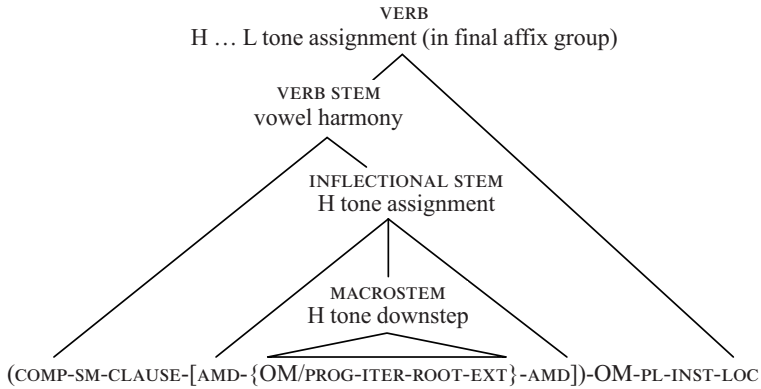 VERB
H … L tone assignment (in final affix group)
VERB STEM
vowel harmony
INFLECTIONAL STEM
H tone assignment
MACROSTEM
H tone downstep
(COMP-SM-CLAUSE-[AMD-{OM/PROG-ITER-ROOT-EXT}-AMD])-OM-PL-INST-LOC